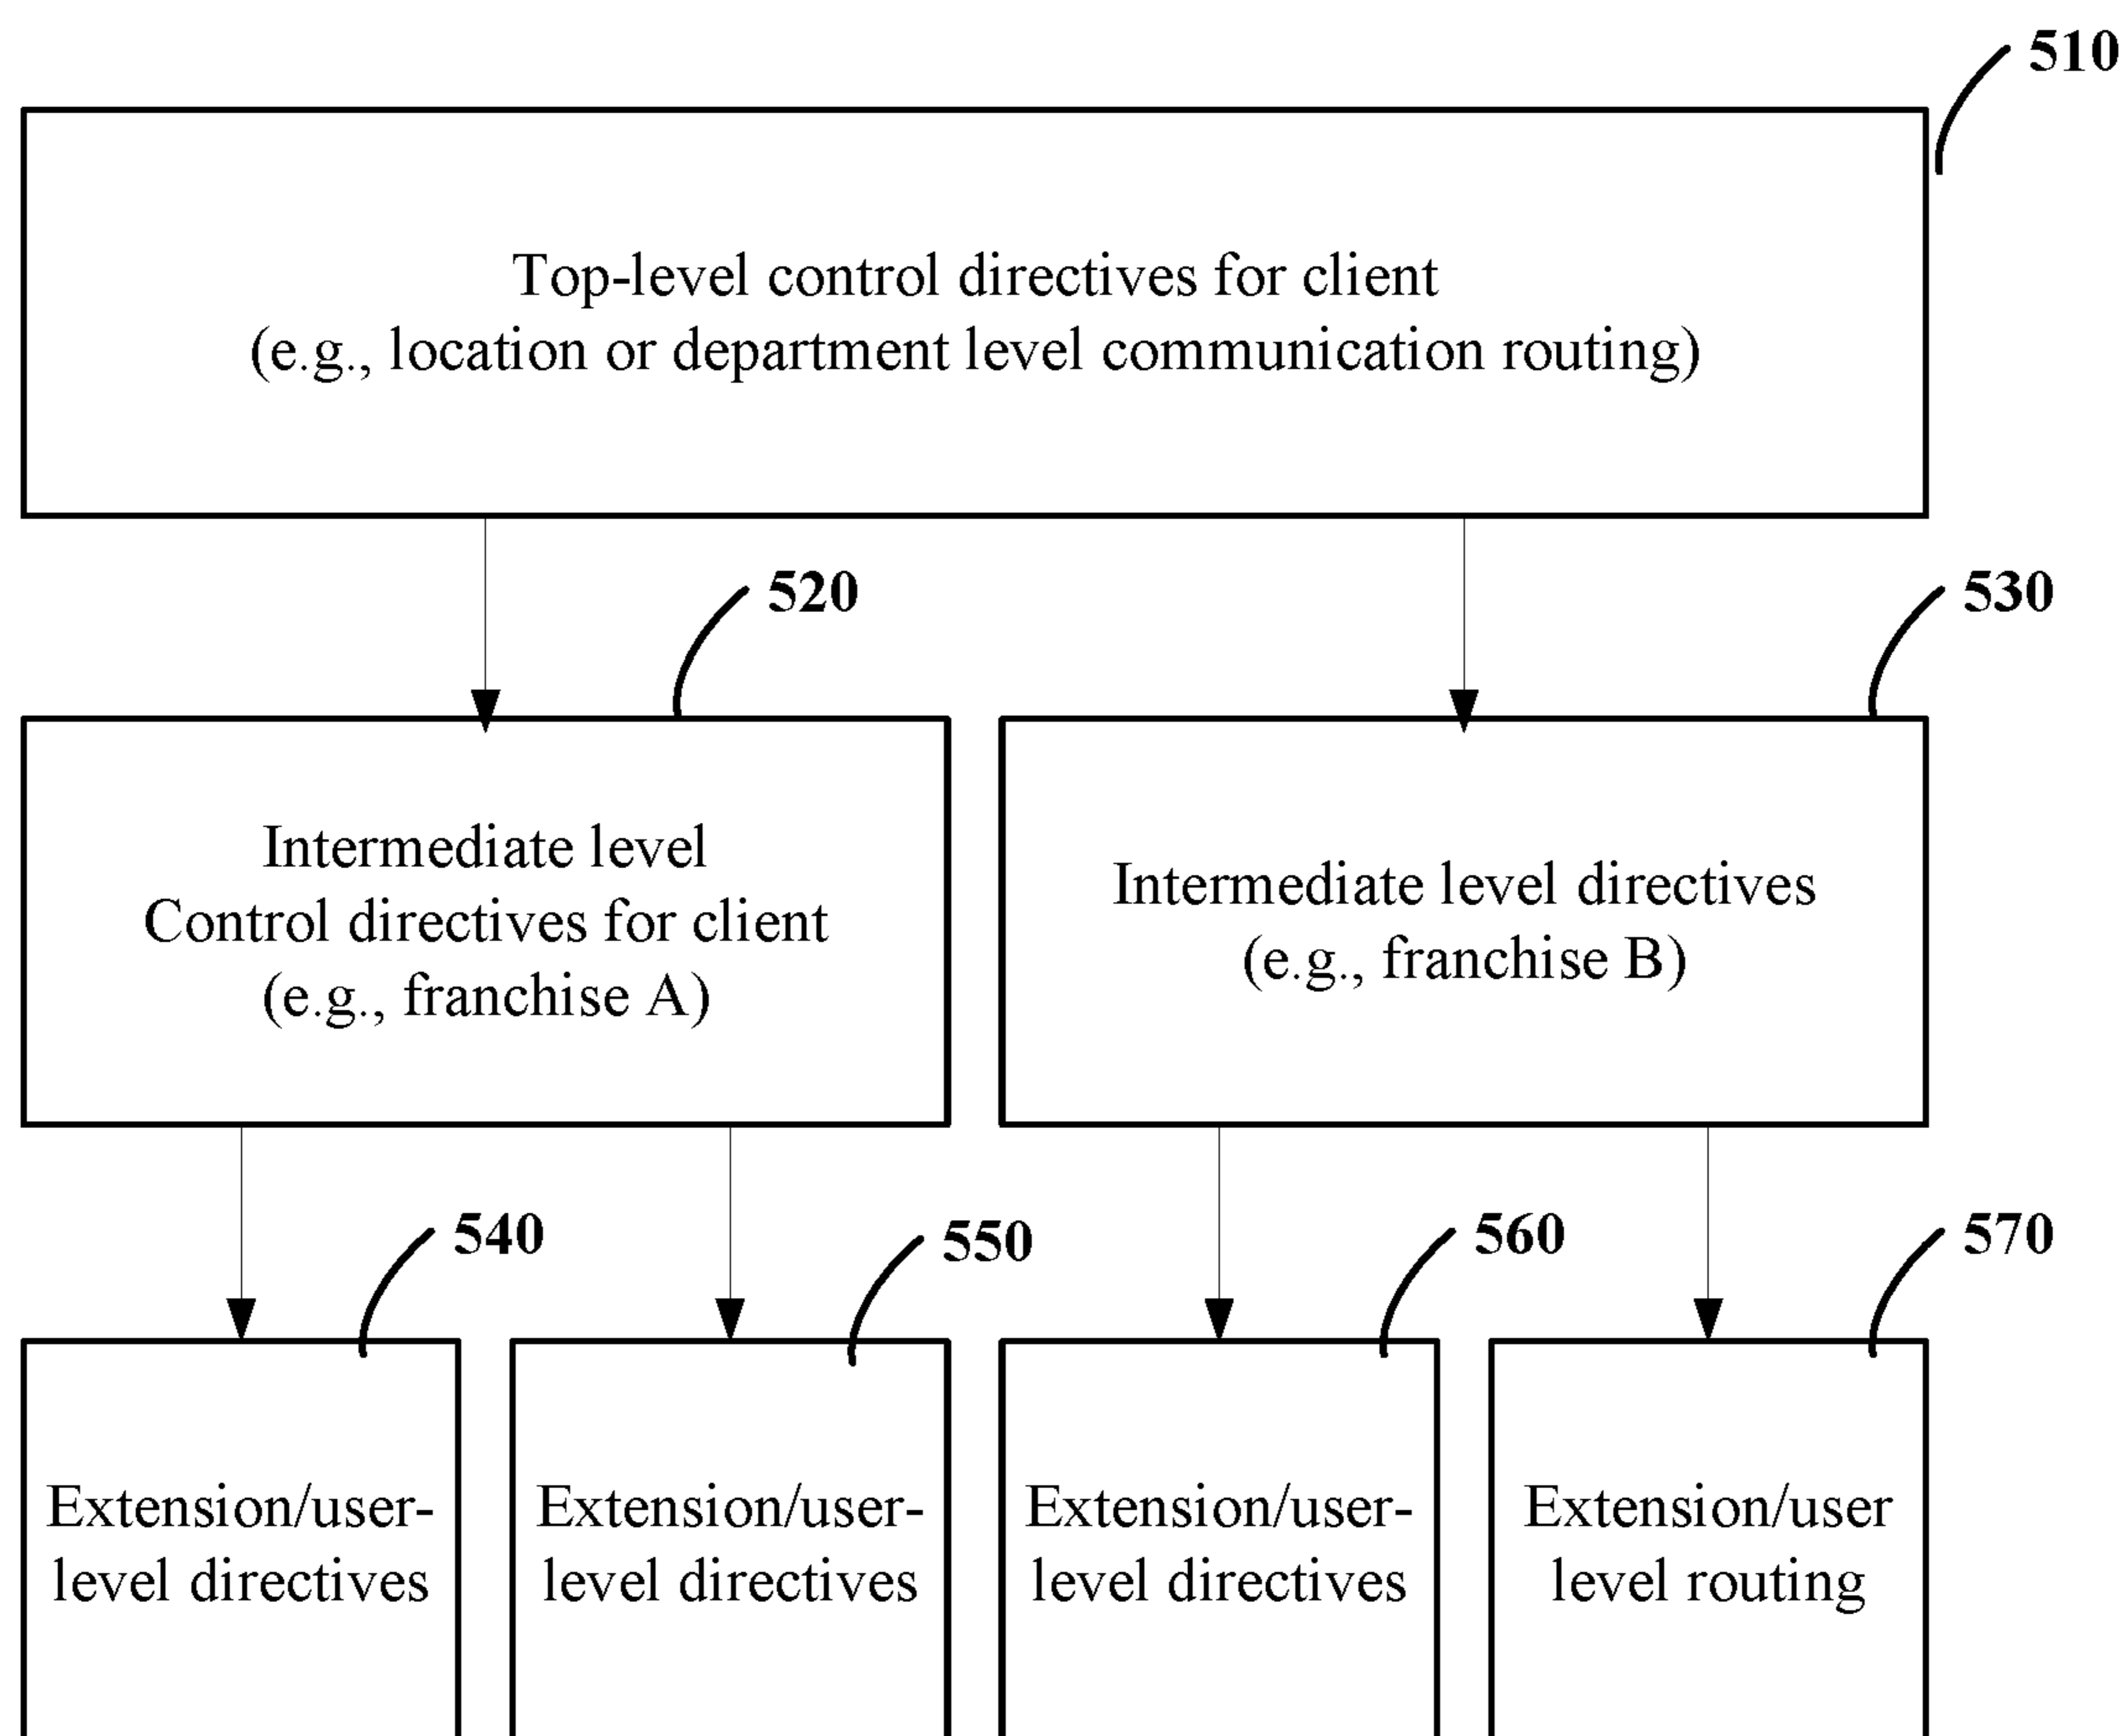 510
Top-level control directives for client
(e.g., location or department level communication routing)
520
530
Intermediate level
Control directives for client
(e.g., franchise A)
Intermediate level directives
(e.g., franchise B)
540
550
560
570
Extension/user-
level directives
Extension/user-
level directives
Extension/user-
level directives
Extension/user
level routing